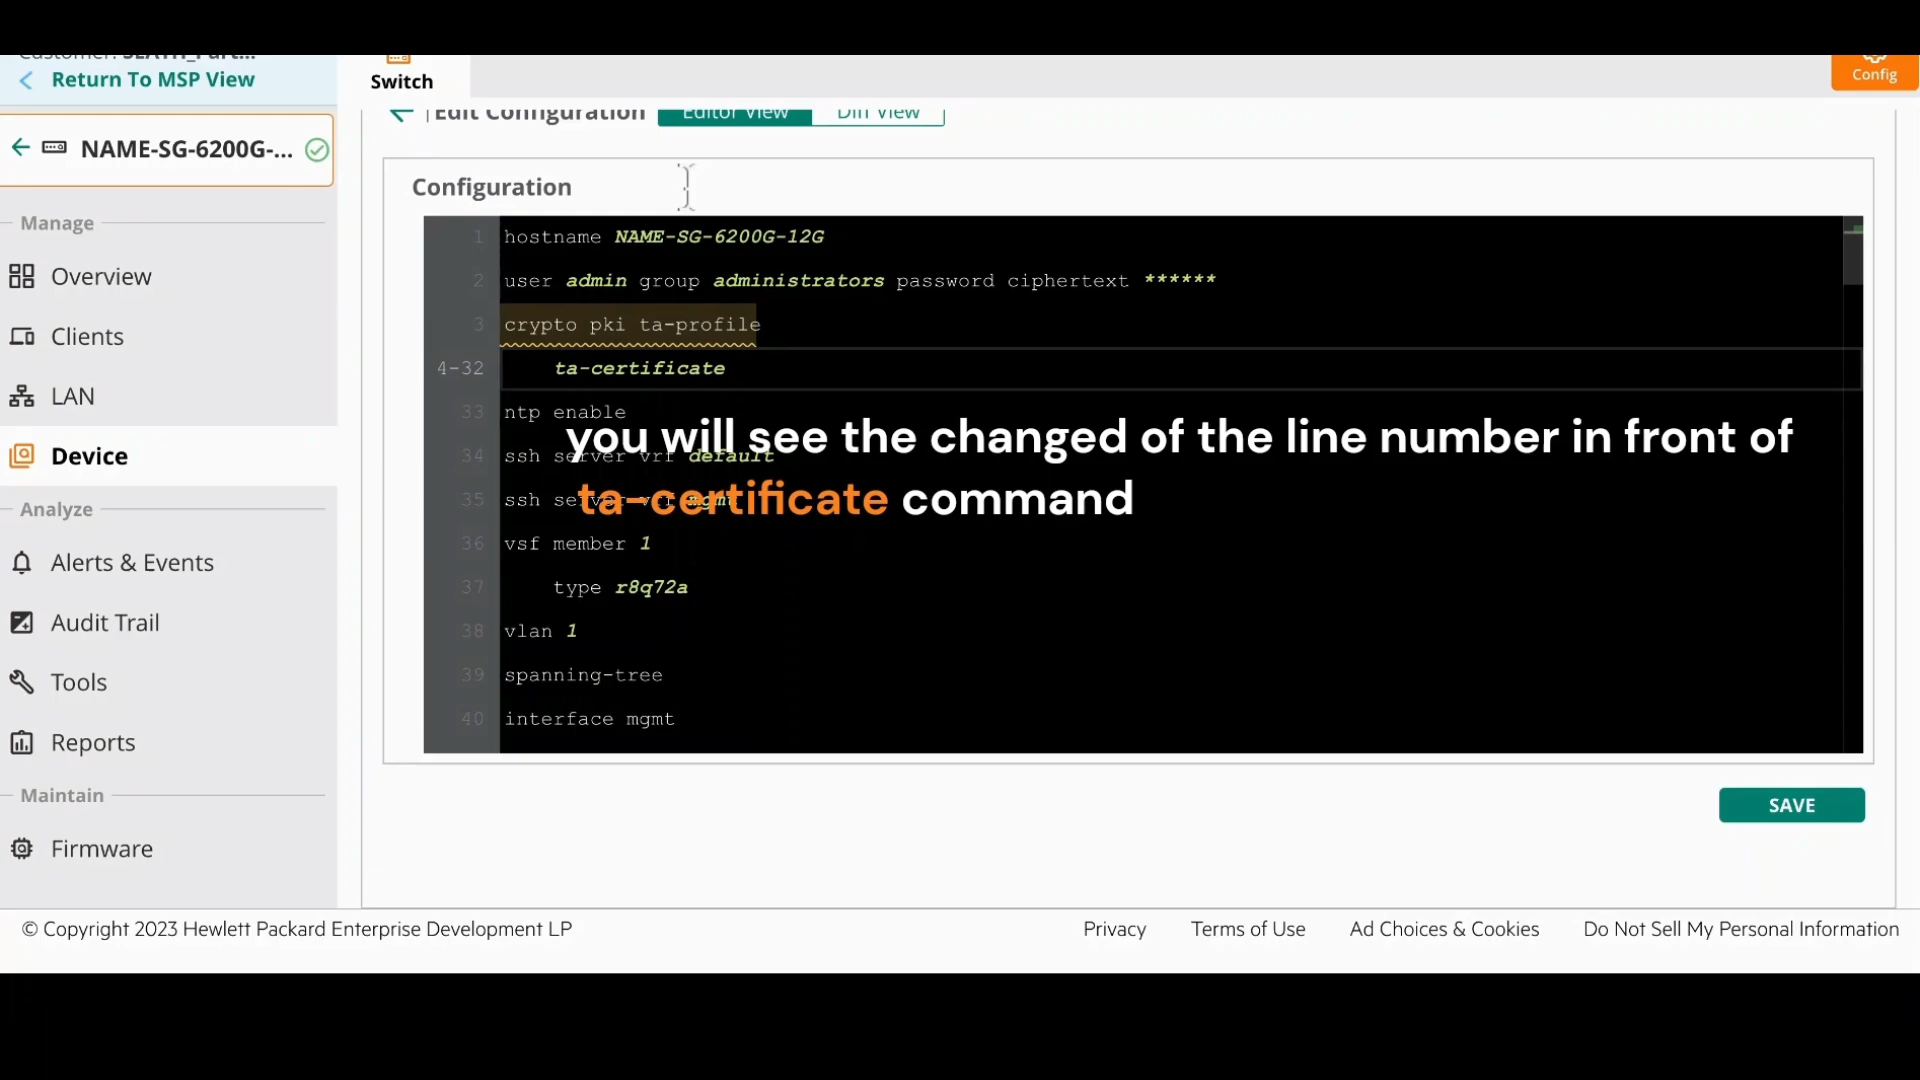 Customer:
Return To MSP View
Switch
Config
Edit Configuration
Editor View
Diff View
NAME-SG-6200G-...
Manage
Overview
Clients
LAN
Device
Analyze
Alerts & Events
Audit Trail
Tools
Reports
Maintain
Firmware
Configuration
1 hostname NAME-SG-6200G-12G
2 user admin group administrators password ciphertext ******
3 crypto pki ta-profile
4-32 ta-certificate
33 ntp enable
34 ssh server vrf default
35 ssh server vrf mgmt
36 vsf member 1
37 type r8q72a
38 vlan 1
39 spanning-tree
40 interface mgmt
you will see the changed of the line number in front of
ta-certificate command
SAVE
© Copyright 2023 Hewlett Packard Enterprise Development LP
Privacy
Terms of Use
Ad Choices & Cookies
Do Not Sell My Personal Information